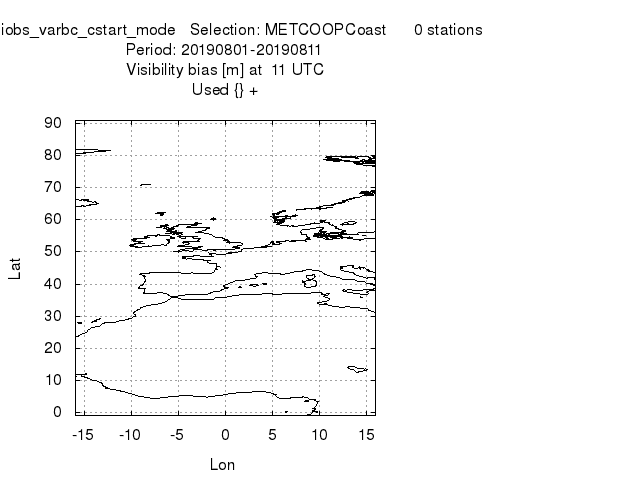 iobs_varbc_cstart_mode Selection: METCOOPCoast 0 stations
Period: 20190801-20190811
Visibility bias [m] at 11 UTC
Used {} +
90
80
70
60
50
40
30
20
10
0
Lat
-15 -10 -5 0 5 10 15
Lon